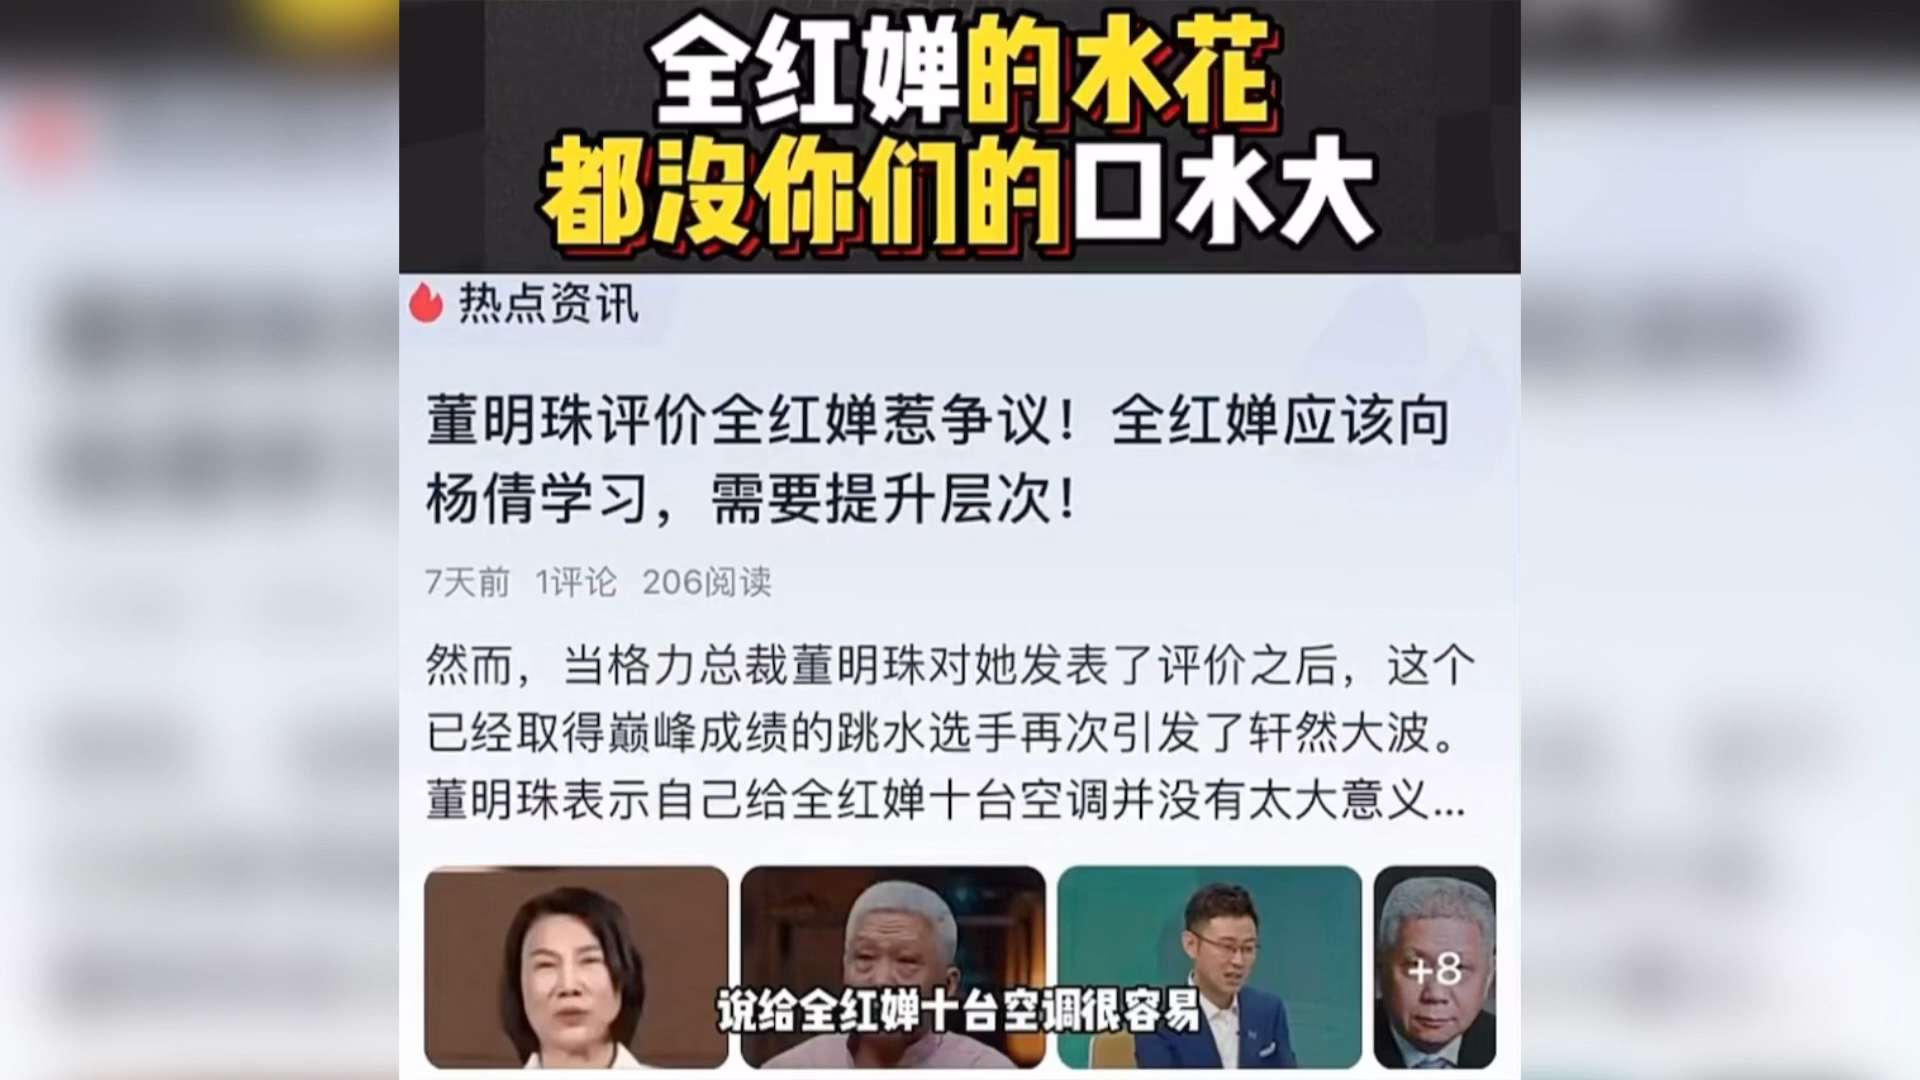 全红婵的水花
都没你们的口水大
热点资讯
董明珠评价全红婵惹争议！全红婵应该向
杨倩学习，需要提升层次！
7天前 1评论 206阅读
然而，当格力总裁董明珠对她发表了评价之后，这个
已经取得巅峰成绩的跳水选手再次引发了轩然大波。
董明珠表示自己给全红婵十台空调并没有太大意义...
+8
说给全红婵十台空调很容易